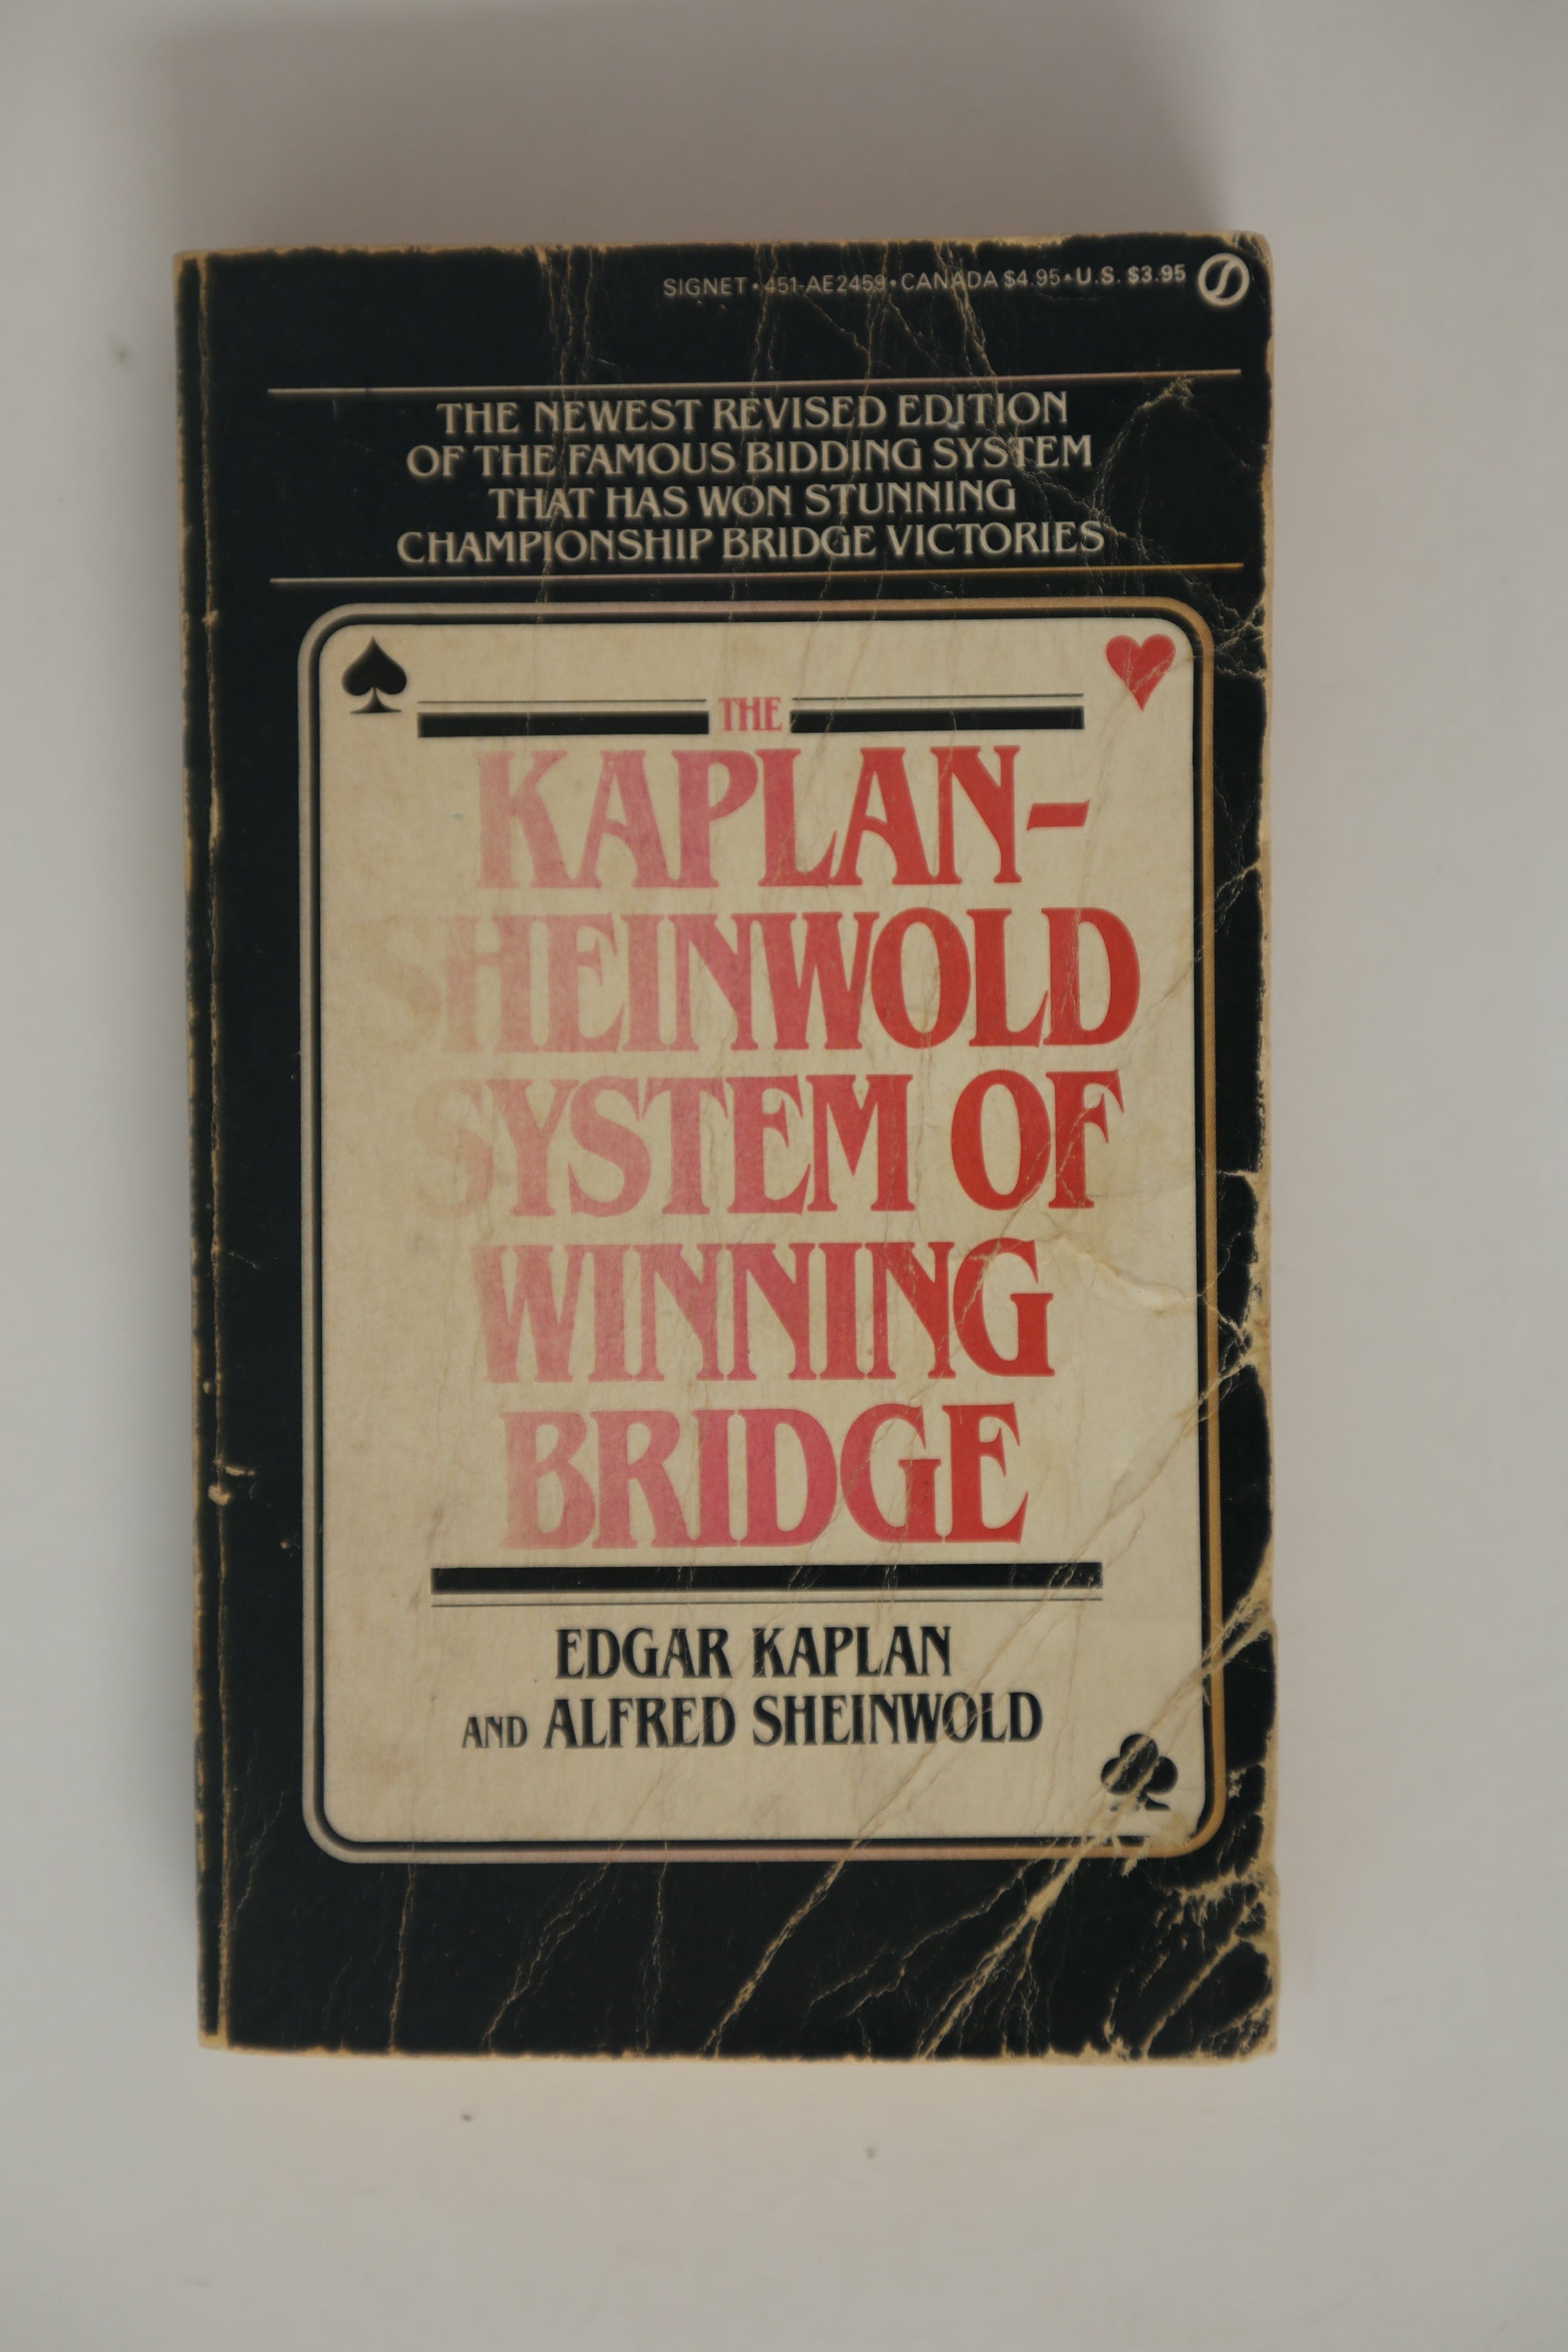 SIGNET • 451-AE2459 • CANADA $4.95 • U.S. $3.95
THE NEWEST REVISED EDITION
OF THE FAMOUS BIDDING SYSTEM
THAT HAS WON STUNNING
CHAMPIONSHIP BRIDGE VICTORIES
THE
KAPLAN-
SHEINWOLD
SYSTEM OF
WINNING
BRIDGE
EDGAR KAPLAN
AND ALFRED SHEINWOLD